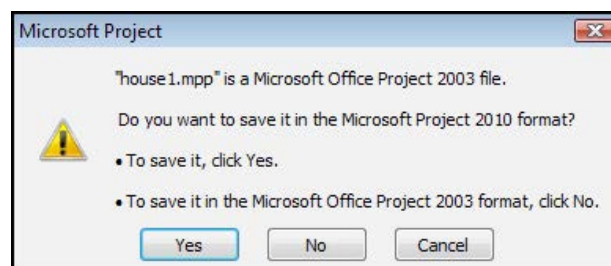 Microsoft Project
"house1.mpp" is a Microsoft Office Project 2003 file.
Do you want to save it in the Microsoft Project 2010 format?
• To save it, click Yes.
• To save it in the Microsoft Office Project 2003 format, click No.
Yes No Cancel